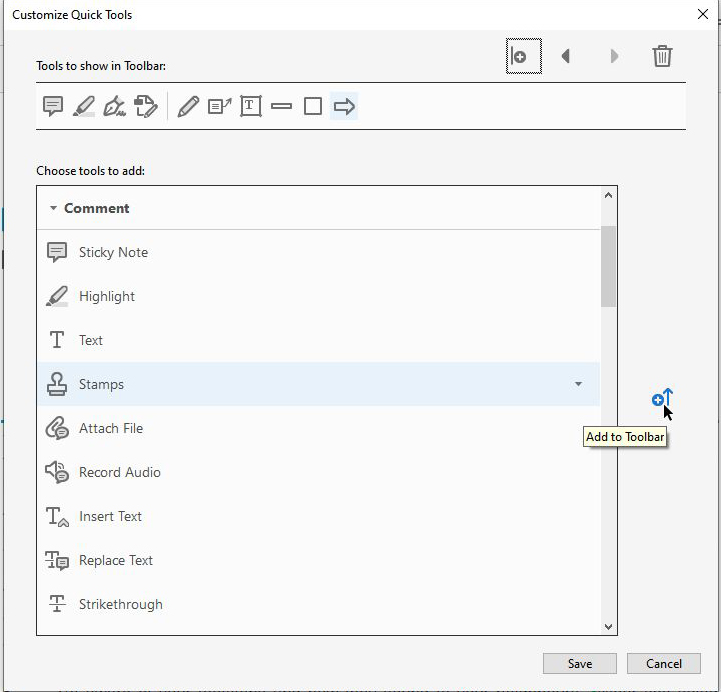 Customize Quick Tools
Tools to show in Toolbar:
T
Choose tools to add:
Comment
Sticky Note
Highlight
Text
Stamps
Attach File
Add to Toolbar
Record Audio
Insert Text
Replace Text
Strikethrough
Save Cancel